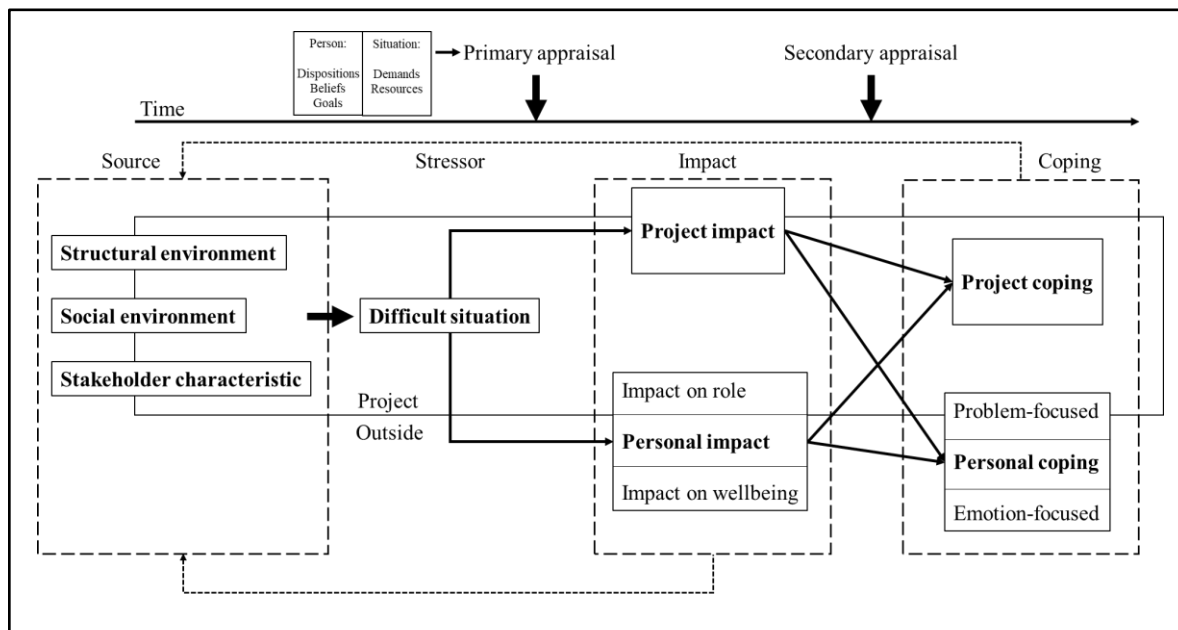 Person:
Dispositions
Beliefs
Goals
Situation:
Demands
Resources
Primary appraisal
Secondary appraisal
Time
Source
Stressor
Impact
Coping
Structural environment
Social environment
Stakeholder characteristic
Difficult situation
Project
Outside
Project impact
Impact on role
Personal impact
Impact on wellbeing
Project coping
Problem-focused
Personal coping
Emotion-focused